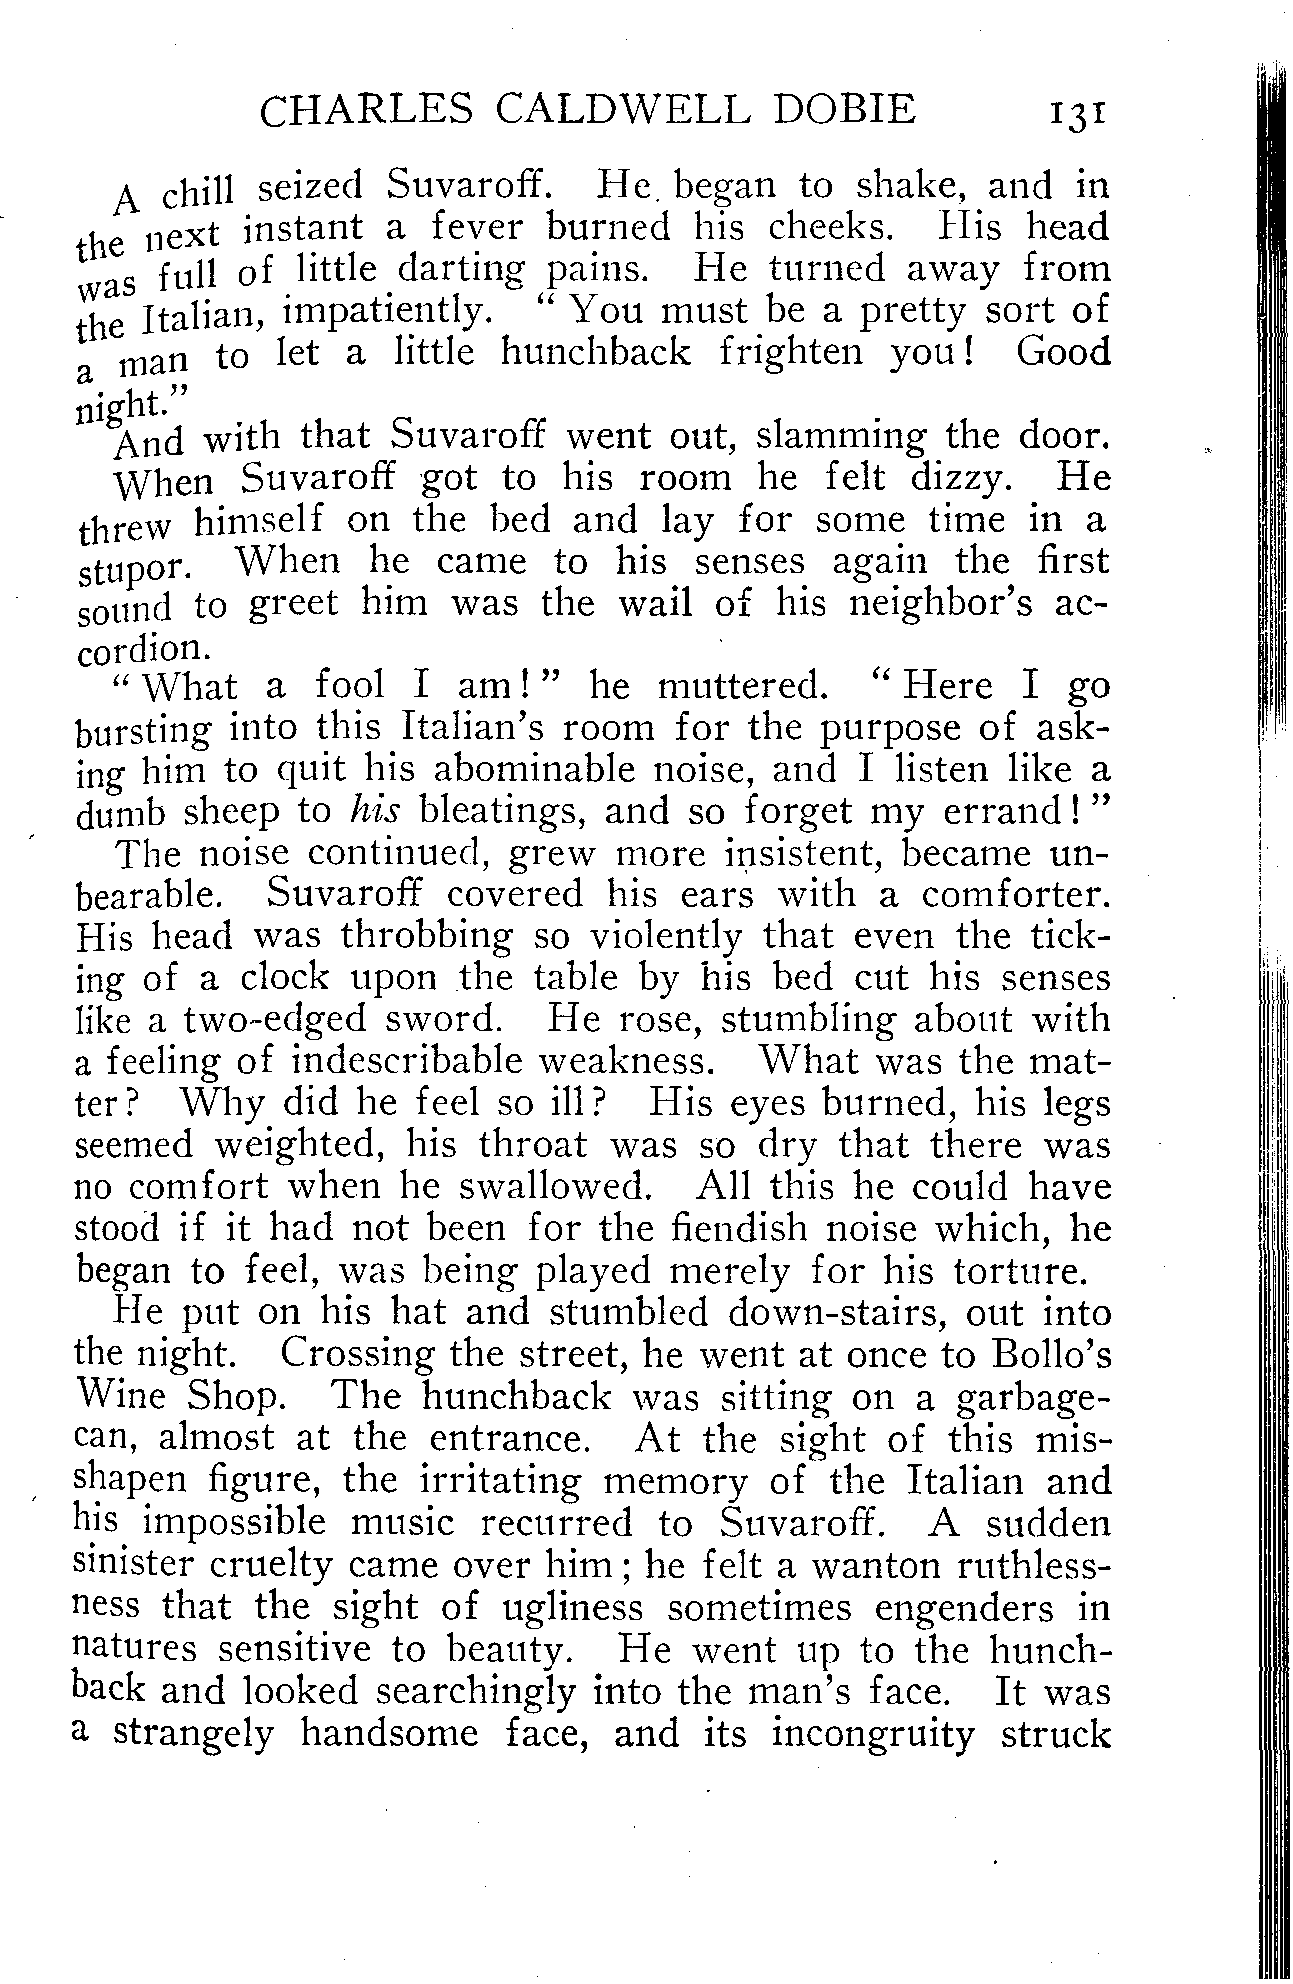 CHARLES CALDWELL DOBIE 131
A chill seized Suvaroff. He began to shake, and in
the next instant a fever burned his cheeks. His head
was full of little darting pains. He turned away from
the Italian, impatiently. “ You must be a pretty sort of
a man to let a little hunchback frighten you! Good
night.”
And with that Suvaroff went out, slamming the door.
When Suvaroff got to his room he felt dizzy. He
threw himself on the bed and lay for some time in a
stupor. When he came to his senses again the first
sound to greet him was the wail of his neighbor's ac-
cordion.
“ What a fool I am! ” he muttered. “ Here I go
bursting into this Italian's room for the purpose of ask-
ing him to quit his abominable noise, and I listen like a
dumb sheep to his bleatings, and so forget my errand! ”
The noise continued, grew more insistent, became un-
bearable. Suvaroff covered his ears with a comforter.
His head was throbbing so violently that even the tick-
ing of a clock upon the table by his bed cut his senses
like a two-edged sword. He rose, stumbling about with
a feeling of indescribable weakness. What was the mat-
ter? Why did he feel so ill? His eyes burned, his legs
seemed weighted, his throat was so dry that there was
no comfort when he swallowed. All this he could have
stood if it had not been for the fiendish noise which, he
began to feel, was being played merely for his torture.
He put on his hat and stumbled down-stairs, out into
the night. Crossing the street, he went at once to Bollo's
Wine Shop. The hunchback was sitting on a garbage-
can, almost at the entrance. At the sight of this mis-
shapen figure, the irritating memory of the Italian and
his impossible music recurred to Suvaroff. A sudden
sinister cruelty came over him; he felt a wanton ruthless-
ness that the sight of ugliness sometimes engenders in
natures sensitive to beauty. He went up to the hunch-
back and looked searchingly into the man's face. It was
a strangely handsome face, and its incongruity struck